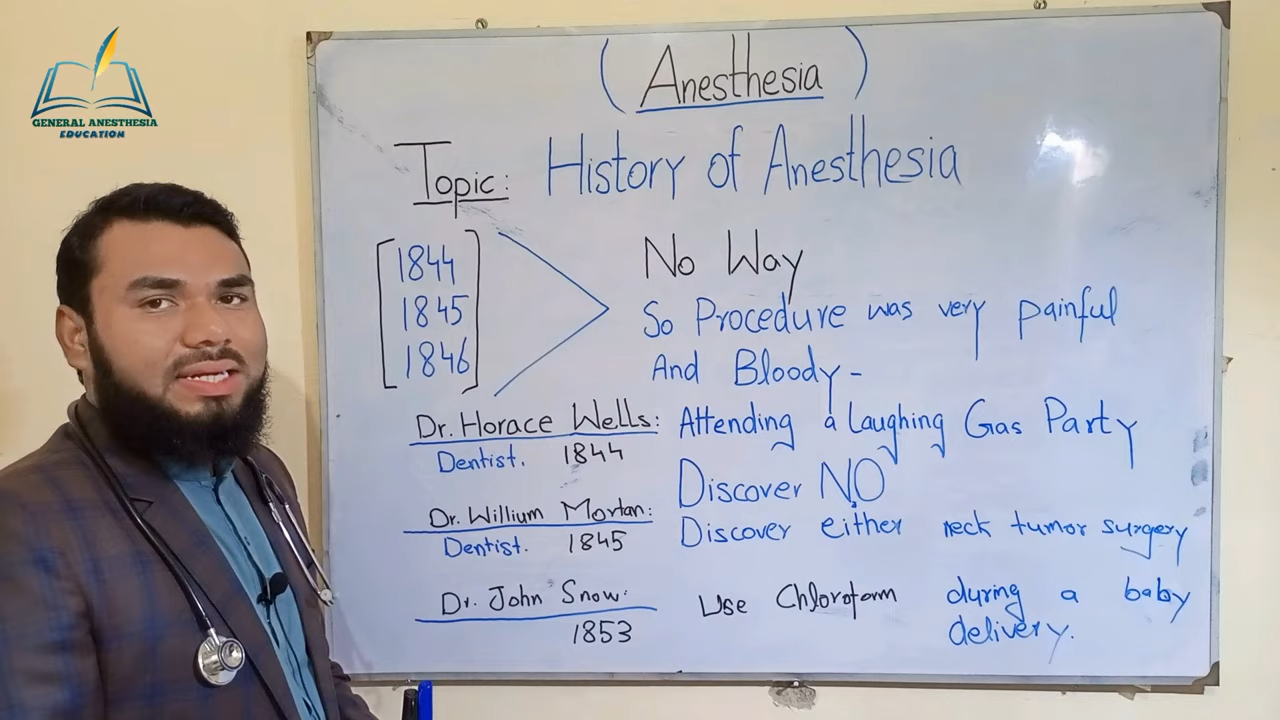 GENERAL ANESTHESIA
EDUCATION
( Anesthesia )
Topic: History of Anesthesia
1844
1845
1846
No Way
So Procedure was very painful
And Bloody -
Dr. Horace Wells: Attending a Laughing Gas Party
Dentist. 1844
Discover N2O
Dr. Willium Mortan: Discover either neck tumor surgery
Dentist. 1845
Dr. John Snow: Use Chloroform during a baby
1853 delivery.